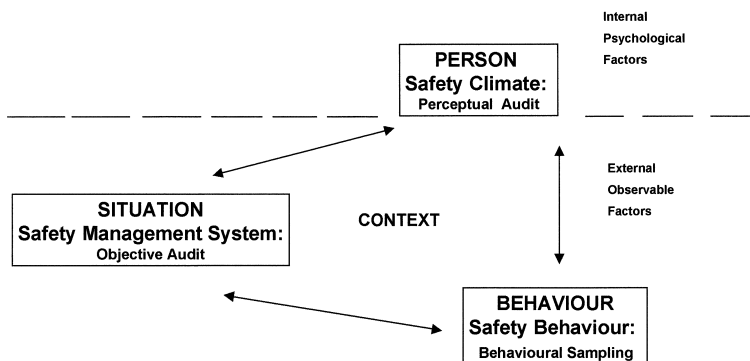 Internal
Psychological
Factors
PERSON
Safety Climate:
Perceptual Audit
External
Observable
Factors
SITUATION
Safety Management System:
Objective Audit
CONTEXT
BEHAVIOUR
Safety Behaviour:
Behavioural Sampling